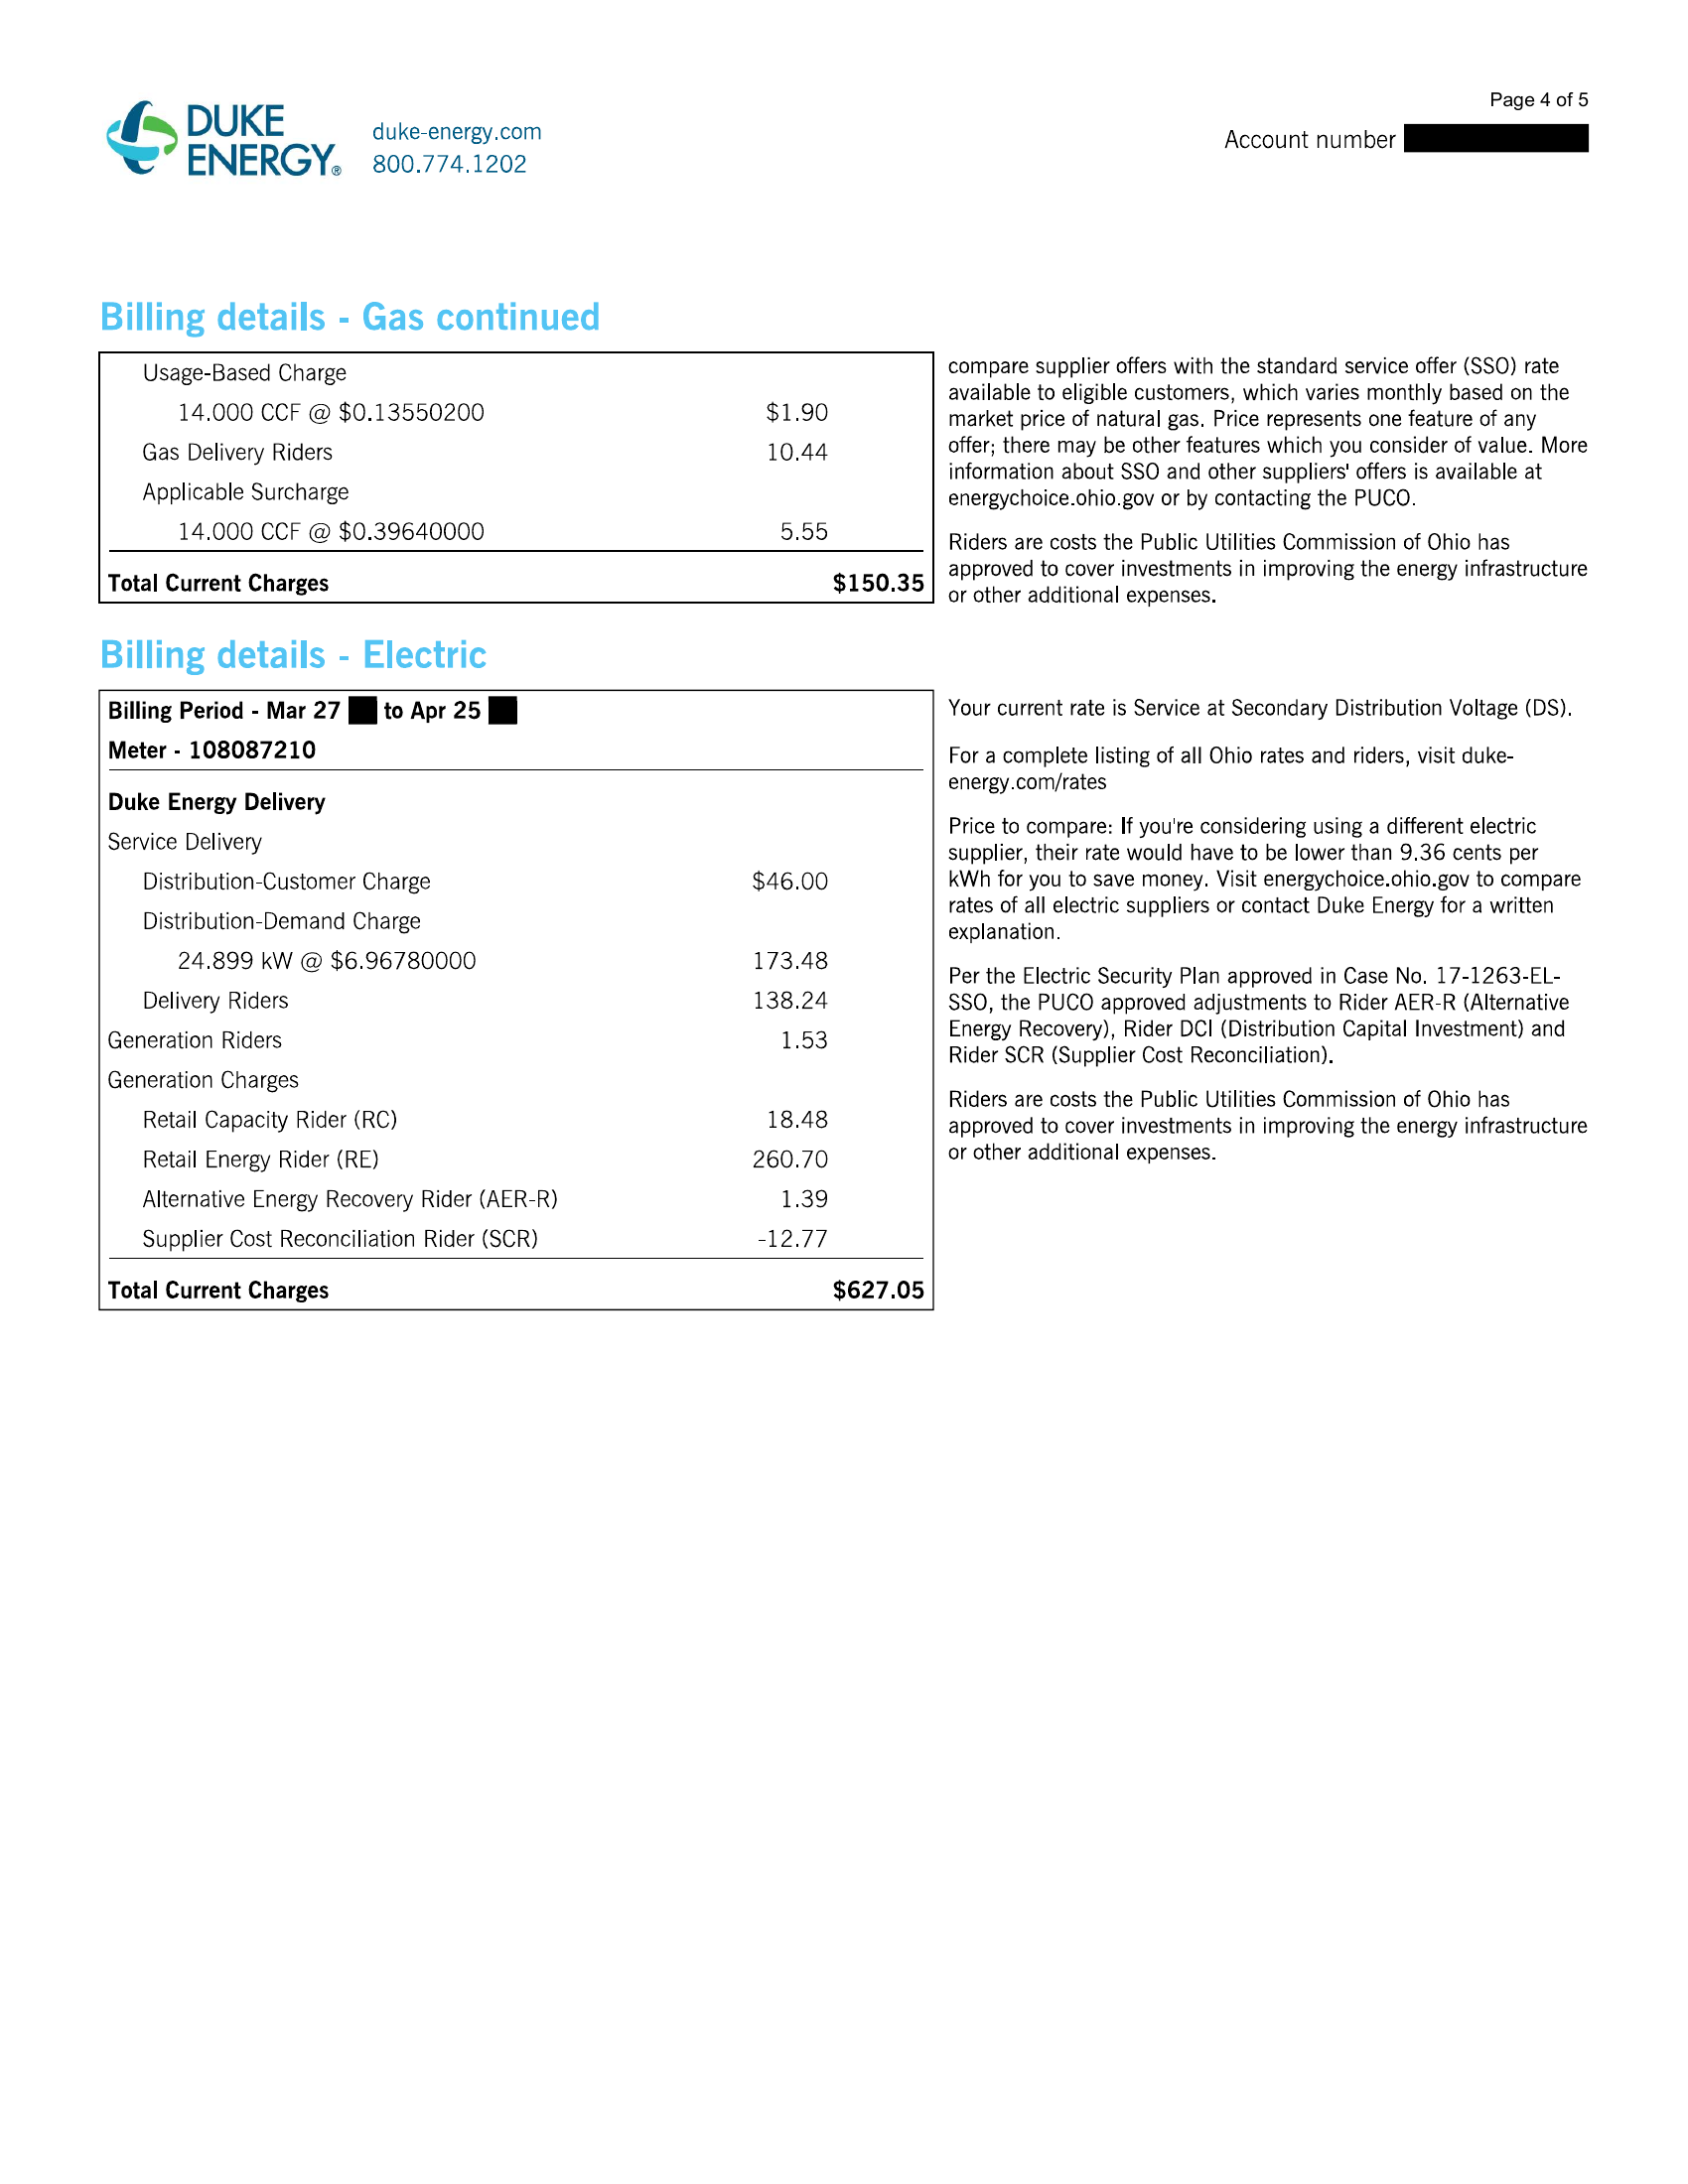 DUKE
ENERGY®
duke-energy.com
800.774.1202
Page 4 of 5
Account number
Billing details - Gas continued
Usage-Based Charge
14.000 CCF @ $0.13550200 $1.90
Gas Delivery Riders 10.44
Applicable Surcharge
14.000 CCF @ $0.39640000 5.55
Total Current Charges $150.35
compare supplier offers with the standard service offer (SSO) rate
available to eligible customers, which varies monthly based on the
market price of natural gas. Price represents one feature of any
offer; there may be other features which you consider of value. More
information about SSO and other suppliers' offers is available at
energychoice.ohio.gov or by contacting the PUCO.
Riders are costs the Public Utilities Commission of Ohio has
approved to cover investments in improving the energy infrastructure
or other additional expenses.
Billing details - Electric
Billing Period - Mar 27 to Apr 25
Meter - 108087210
Duke Energy Delivery
Service Delivery
Distribution-Customer Charge $46.00
Distribution-Demand Charge
24.899 kW @ $6.96780000 173.48
Delivery Riders 138.24
Generation Riders 1.53
Generation Charges
Retail Capacity Rider (RC) 18.48
Retail Energy Rider (RE) 260.70
Alternative Energy Recovery Rider (AER-R) 1.39
Supplier Cost Reconciliation Rider (SCR) -12.77
Total Current Charges $627.05
Your current rate is Service at Secondary Distribution Voltage (DS).
For a complete listing of all Ohio rates and riders, visit duke-
energy.com/rates
Price to compare: If you're considering using a different electric
supplier, their rate would have to be lower than 9.36 cents per
kWh for you to save money. Visit energychoice.ohio.gov to compare
rates of all electric suppliers or contact Duke Energy for a written
explanation.
Per the Electric Security Plan approved in Case No. 17-1263-EL-
SSO, the PUCO approved adjustments to Rider AER-R (Alternative
Energy Recovery), Rider DCI (Distribution Capital Investment) and
Rider SCR (Supplier Cost Reconciliation).
Riders are costs the Public Utilities Commission of Ohio has
approved to cover investments in improving the energy infrastructure
or other additional expenses.